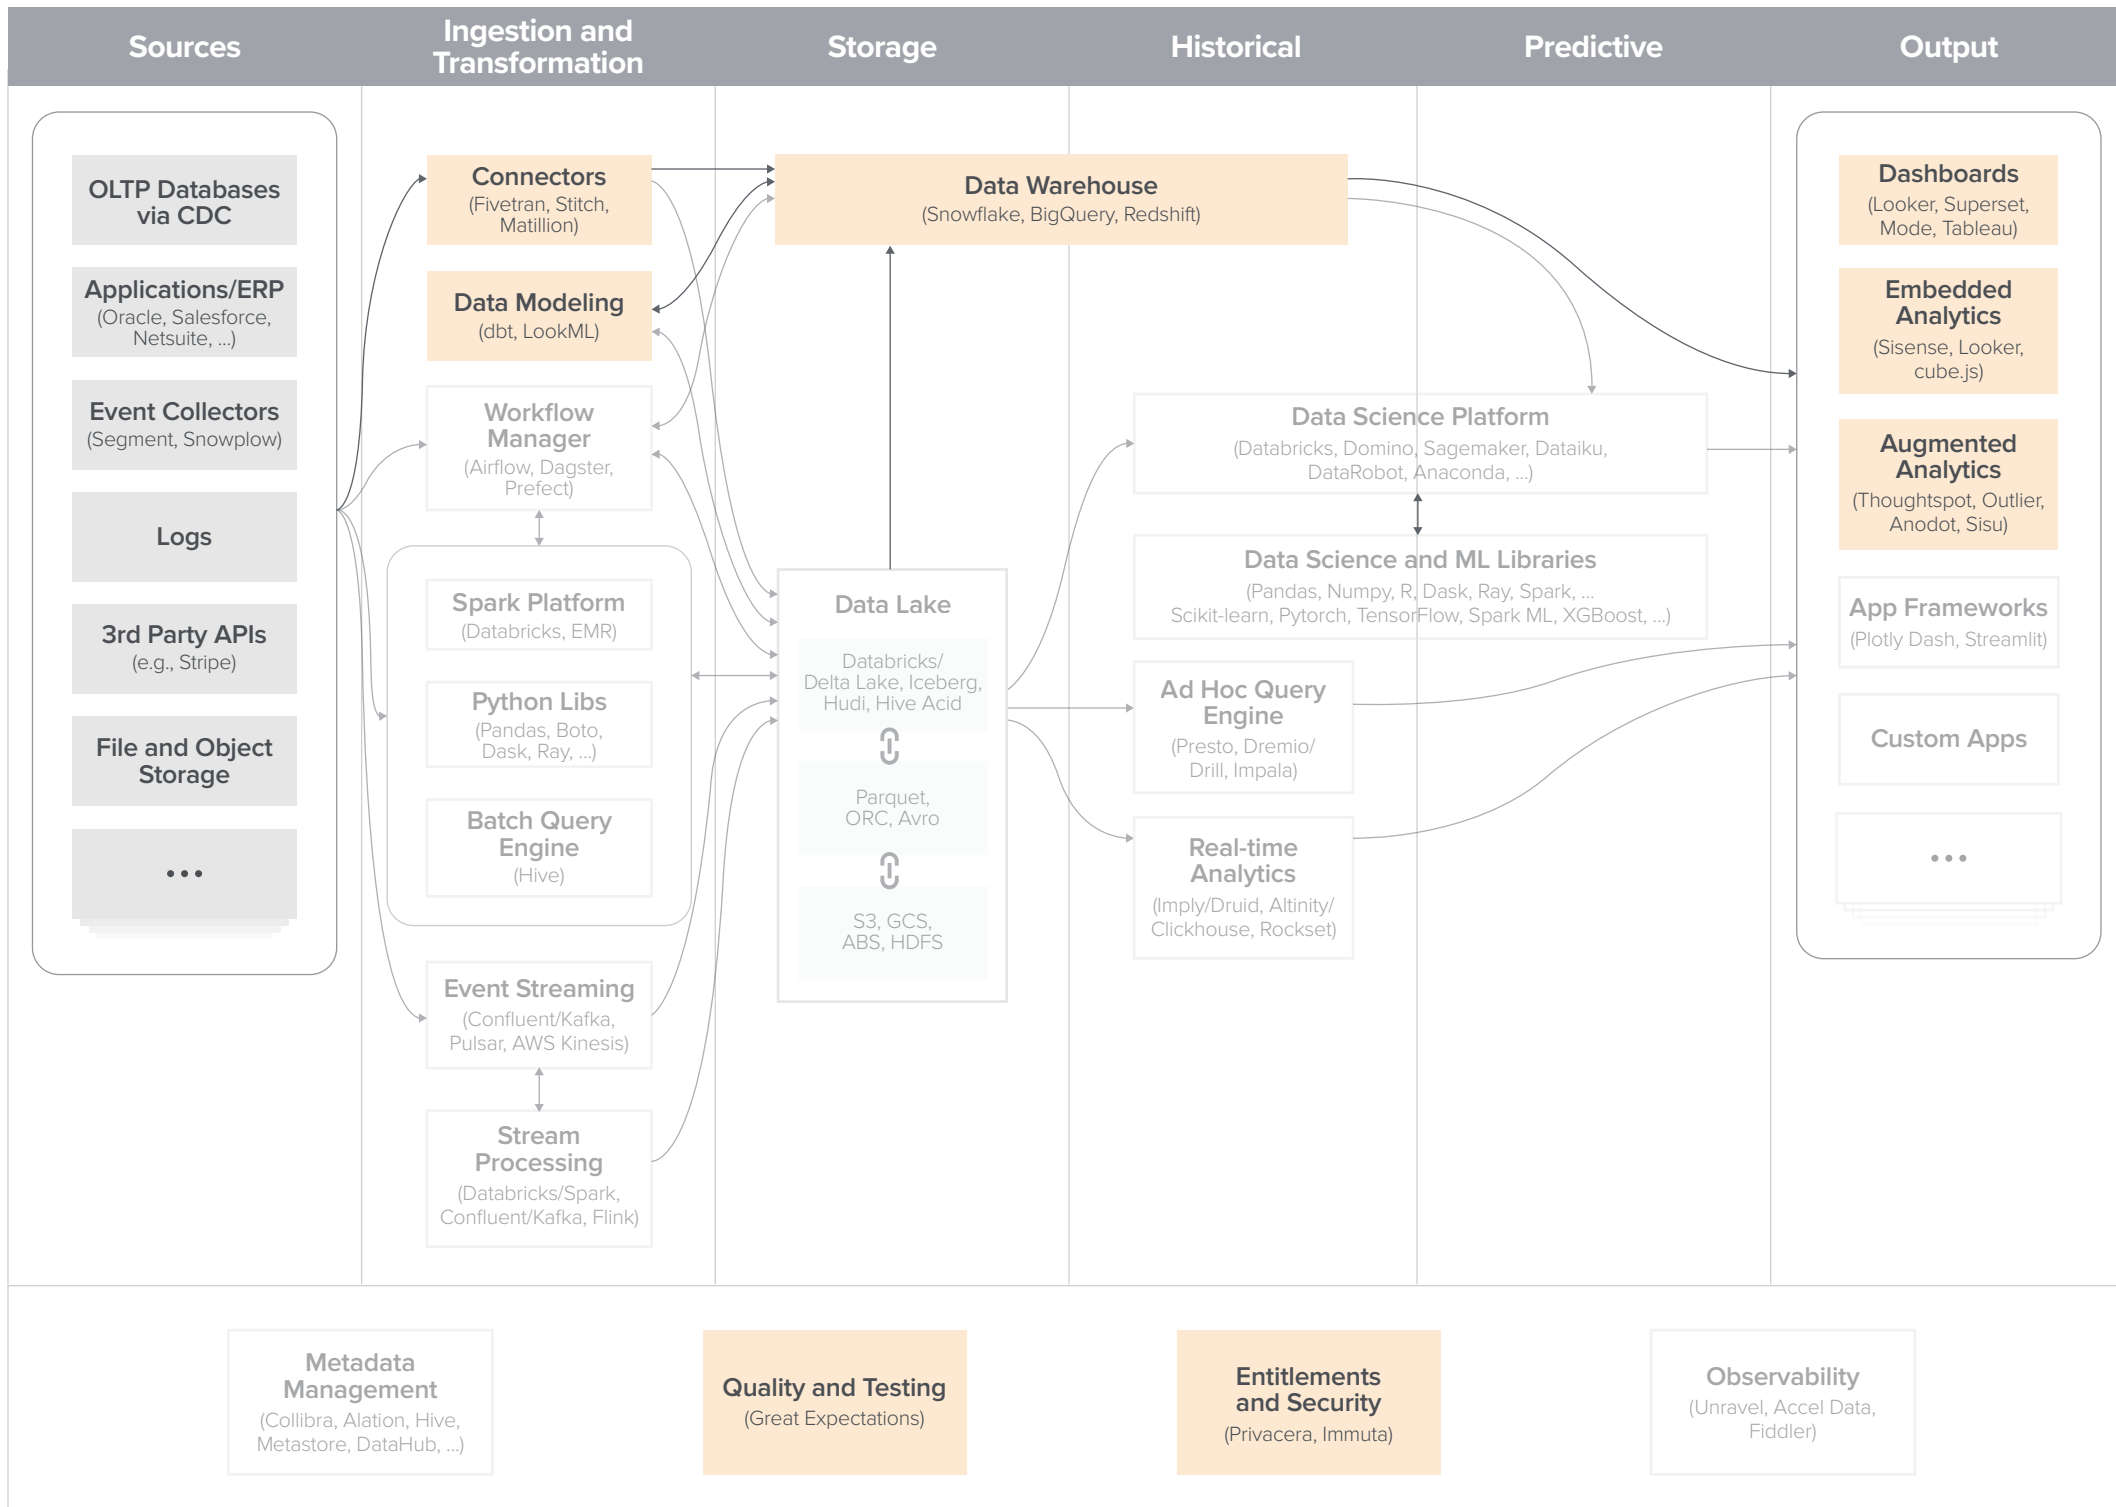 Sources
Ingestion and
Transformation
Storage
Historical
Predictive
Output
OLTP Databases
via CDC
Applications/ERP
(Oracle, Salesforce,
Netsuite, ...)
Event Collectors
(Segment, Snowplow)
Logs
3rd Party APIs
(e.g., Stripe)
File and Object
Storage
...
Connectors
(Fivetran, Stitch,
Matillion)
Data Modeling
(dbt, LookML)
Workflow
Manager
(Airflow, Dagster,
Prefect)
Spark Platform
(Databricks, EMR)
Python Libs
(Pandas, Boto,
Dask, Ray, ...)
Batch Query
Engine
(Hive)
Event Streaming
(Confluent/Kafka,
Pulsar, AWS Kinesis)
Stream
Processing
(Databricks/Spark,
Confluent/Kafka, Flink)
Data Warehouse
(Snowflake, BigQuery, Redshift)
Data Lake
Databricks/
Delta Lake, Iceberg,
Hudi, Hive Acid
Parquet,
ORC, Avro
S3, GCS,
ABS, HDFS
Data Science Platform
(Databricks, Domino, Sagemaker, Dataiku,
DataRobot, Anaconda, ...)
Data Science and ML Libraries
(Pandas, Numpy, R, Dask, Ray, Spark, ...
Scikit-learn, Pytorch, TensorFlow, Spark ML, XGBoost, ...)
Ad Hoc Query
Engine
(Presto, Dremio/
Drill, Impala)
Real-time
Analytics
(Imply/Druid, Altinity/
Clickhouse, Rockset)
Dashboards
(Looker, Superset,
Mode, Tableau)
Embedded
Analytics
(Sisense, Looker,
cube.js)
Augmented
Analytics
(Thoughtspot, Outlier,
Anodot, Sisu)
App Frameworks
(Plotly Dash, Streamlit)
Custom Apps
...
Metadata
Management
(Collibra, Alation, Hive,
Metastore, DataHub, ...)
Quality and Testing
(Great Expectations)
Entitlements
and Security
(Privacera, Immuta)
Observability
(Unravel, Accel Data,
Fiddler)